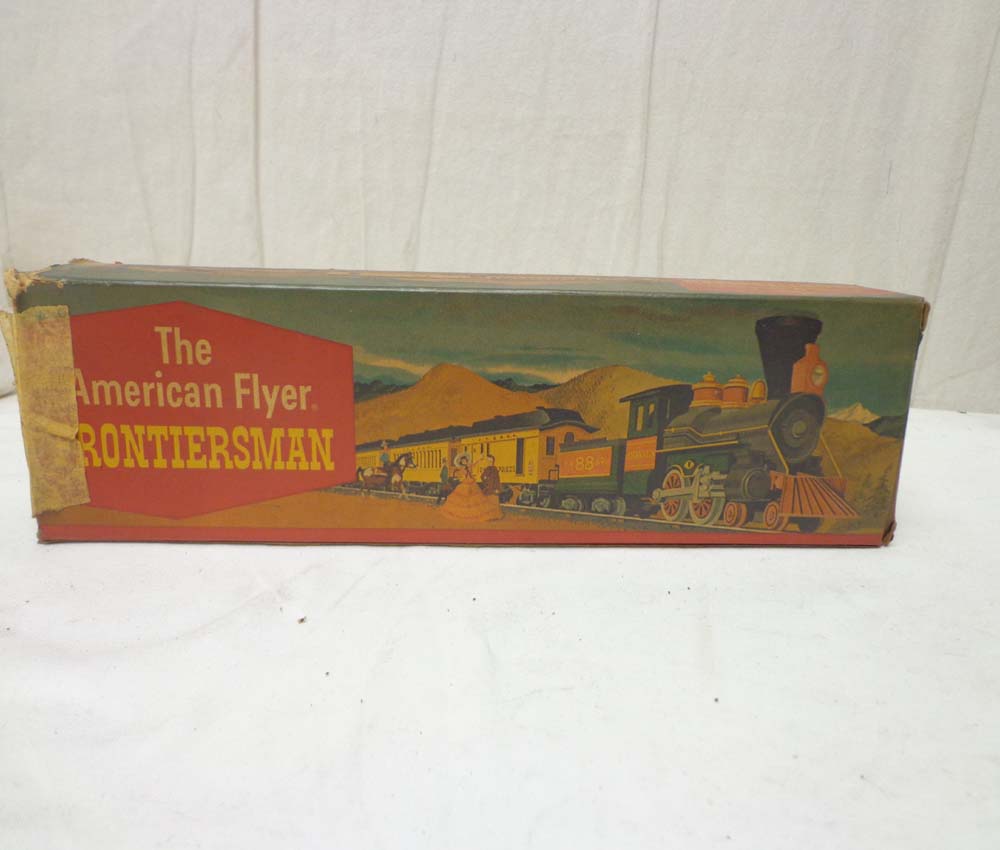 The
American Flyer
RONTIERSMAN
88